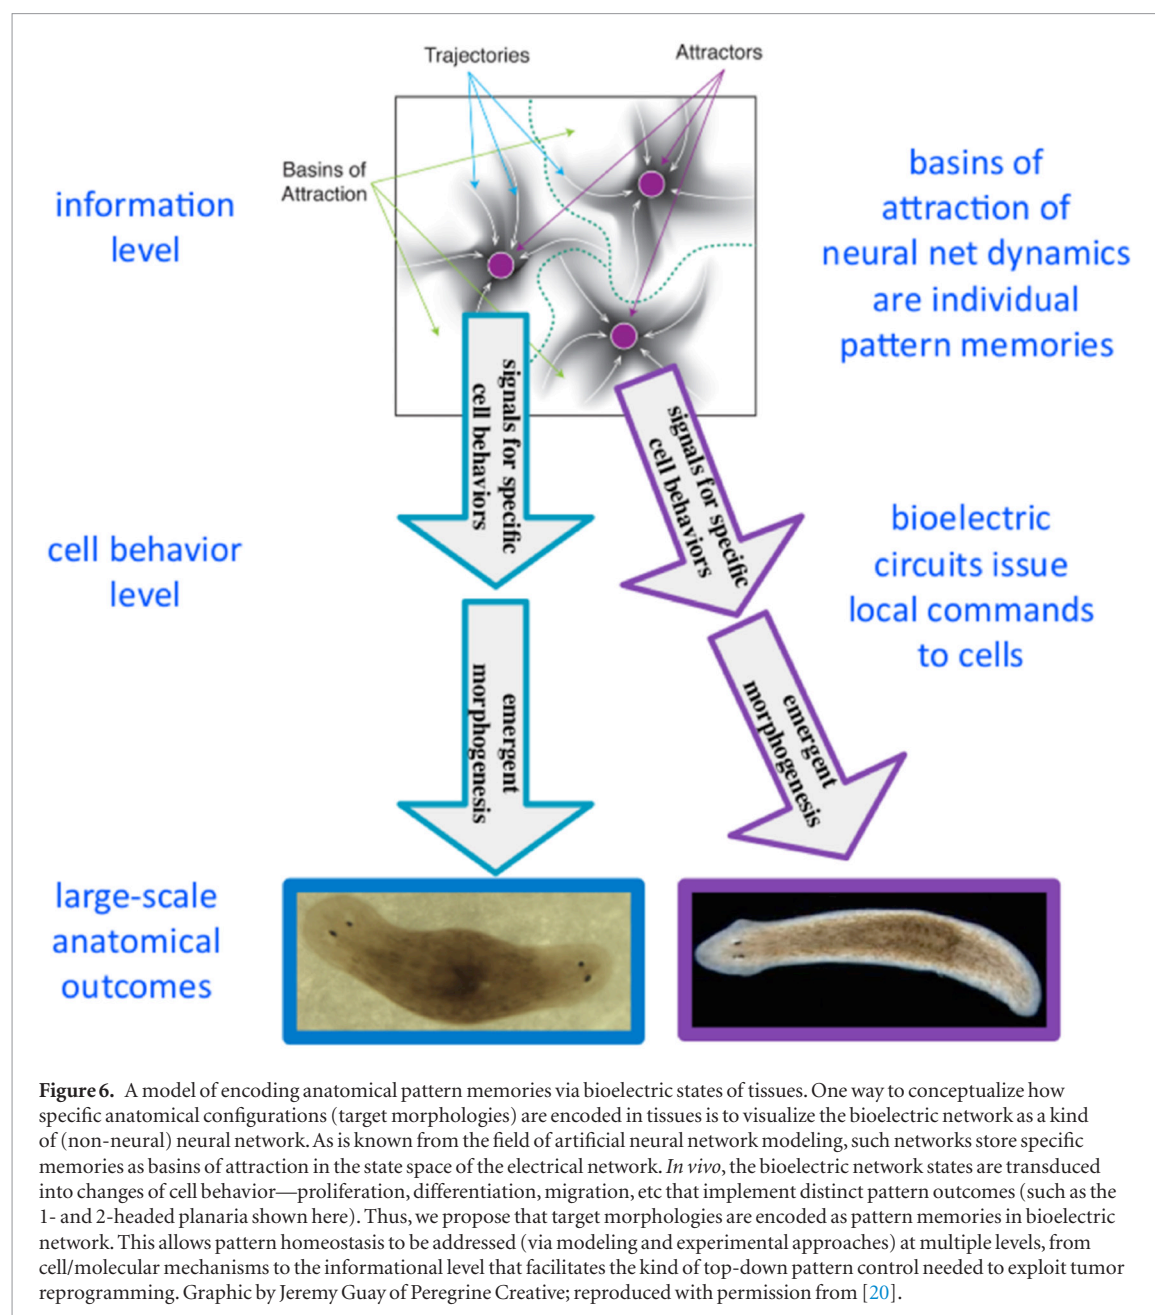 Trajectories
Attractors
Basins of
Attraction
information
level
basins of
attraction of
neural net dynamics
are individual
pattern memories
signals for specific
cell behaviors
signals for specific
cell behaviors
cell behavior
level
bioelectric
circuits issue
local commands
to cells
emergent
morphogenesis
emergent
morphogenesis
large-scale
anatomical
outcomes
Figure 6. A model of encoding anatomical pattern memories via bioelectric states of tissues. One way to conceptualize how
specific anatomical configurations (target morphologies) are encoded in tissues is to visualize the bioelectric network as a kind
of (non-neural) neural network. As is known from the field of artificial neural network modeling, such networks store specific
memories as basins of attraction in the state space of the electrical network. In vivo, the bioelectric network states are transduced
into changes of cell behavior—proliferation, differentiation, migration, etc that implement distinct pattern outcomes (such as the
1- and 2-headed planaria shown here). Thus, we propose that target morphologies are encoded as pattern memories in bioelectric
network. This allows pattern homeostasis to be addressed (via modeling and experimental approaches) at multiple levels, from
cell/molecular mechanisms to the informational level that facilitates the kind of top-down pattern control needed to exploit tumor
reprogramming. Graphic by Jeremy Guay of Peregrine Creative; reproduced with permission from [20].